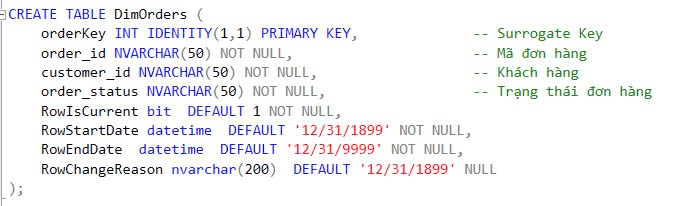 CREATE TABLE DimOrders (
orderKey INT IDENTITY(1,1) PRIMARY KEY, -- Surrogate Key
order_id NVARCHAR(50) NOT NULL, -- Mã đơn hàng
customer_id NVARCHAR(50) NOT NULL, -- Khách hàng
order_status NVARCHAR(50) NOT NULL, -- Trạng thái đơn hàng
RowIsCurrent bit DEFAULT 1 NOT NULL,
RowStartDate datetime DEFAULT '12/31/1899' NOT NULL,
RowEndDate datetime DEFAULT '12/31/9999' NOT NULL,
RowChangeReason nvarchar(200) DEFAULT '12/31/1899' NULL
);